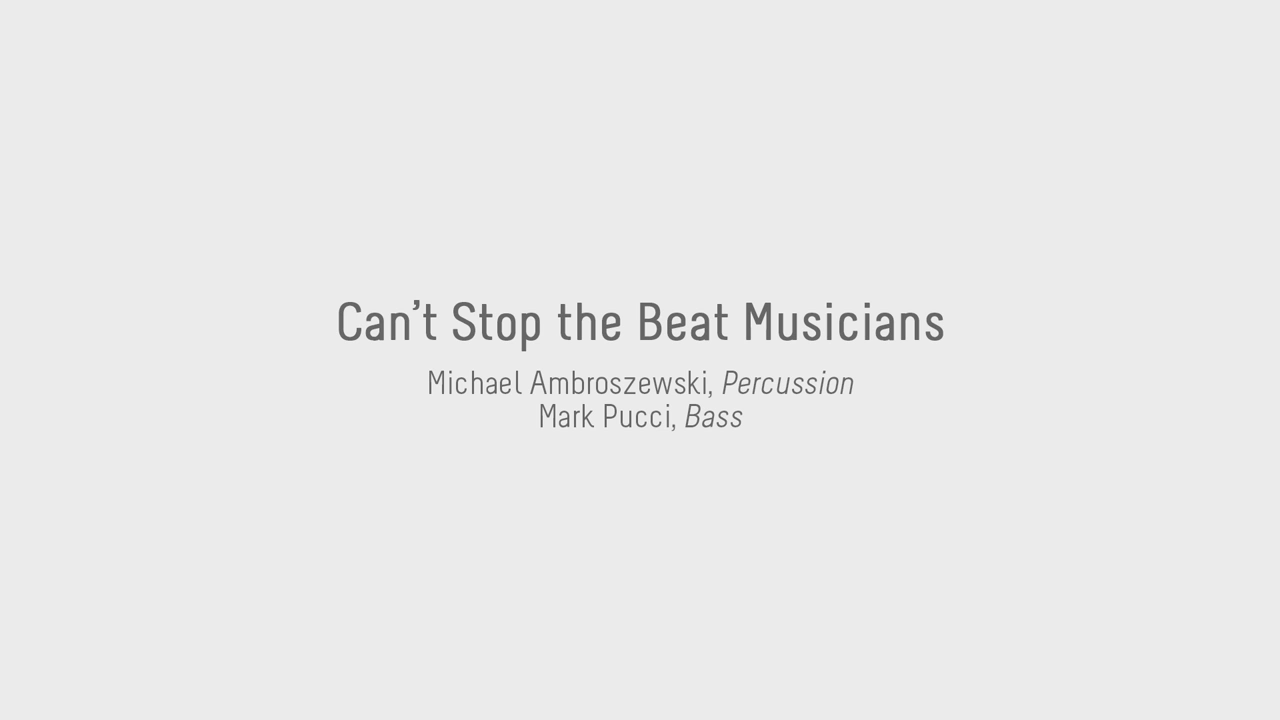 Can’t Stop the Beat Musicians
Michael Ambroszewski, Percussion
Mark Pucci, Bass